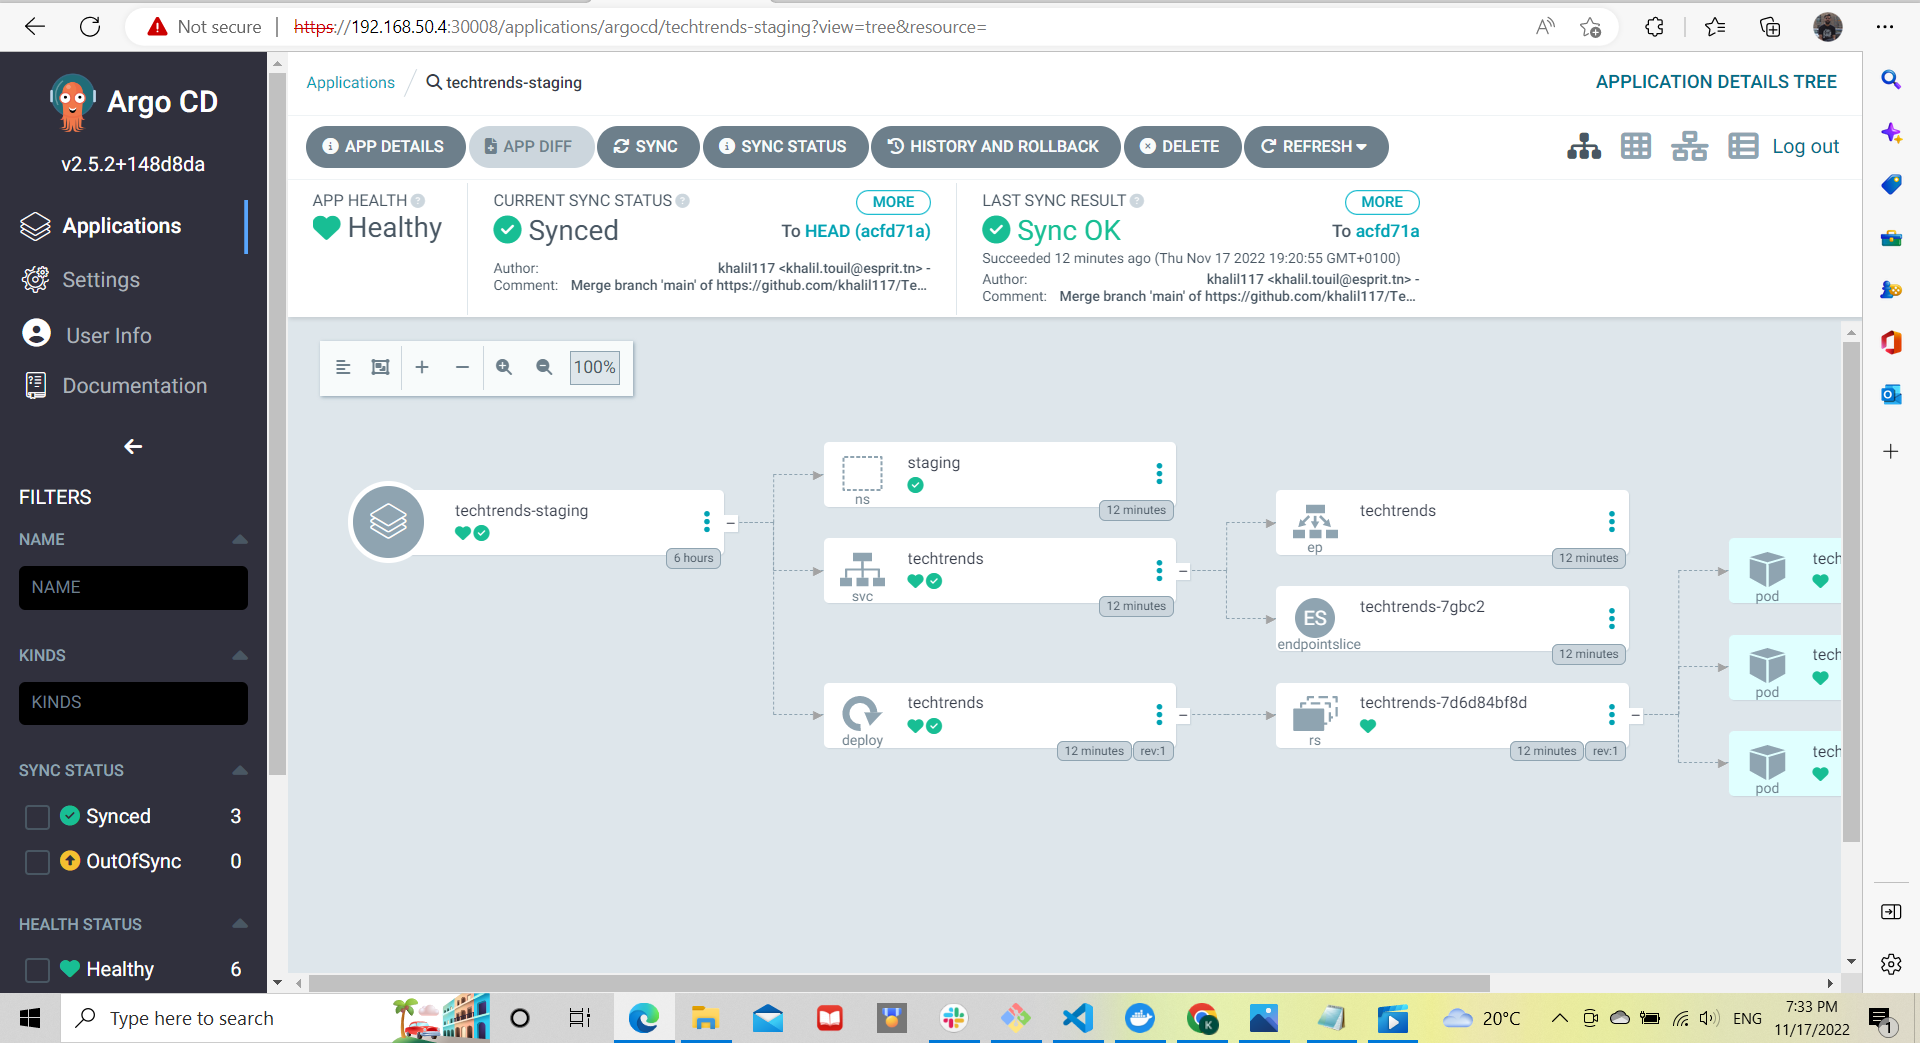 Not secure
https://192.168.50.4:30008/applications/argocd/techtrends-staging?view=tree&resource=
Argo CD
v2.5.2+148d8da
Applications
Settings
User Info
Documentation
FILTERS
NAME
NAME
KINDS
KINDS
SYNC STATUS
Synced 3
OutOfSync 0
HEALTH STATUS
Healthy 6
Applications / techtrends-staging
APPLICATION DETAILS TREE
APP DETAILS APP DIFF SYNC SYNC STATUS HISTORY AND ROLLBACK DELETE REFRESH
Log out
APP HEALTH
Healthy
CURRENT SYNC STATUS MORE
Synced To HEAD (acfd71a)
Author: khalil117 <khalil.touil@esprit.tn> -
Comment: Merge branch 'main' of https://github.com/khalil117/Te...
LAST SYNC RESULT MORE
Sync OK To acfd71a
Succeeded 12 minutes ago (Thu Nov 17 2022 19:20:55 GMT+0100)
Author: khalil117 <khalil.touil@esprit.tn> -
Comment: Merge branch 'main' of https://github.com/khalil117/Te...
100%
techtrends-staging
6 hours
staging
ns
12 minutes
techtrends
svc
12 minutes
techtrends
deploy
12 minutes rev:1
techtrends
ep
12 minutes
techtrends-7gbc2
ES
endpointslice
12 minutes
techtrends-7d6d84bf8d
rs
12 minutes rev:1
tech
pod
tech
pod
tech
pod
Type here to search
20°C
ENG
7:33 PM
11/17/2022
1